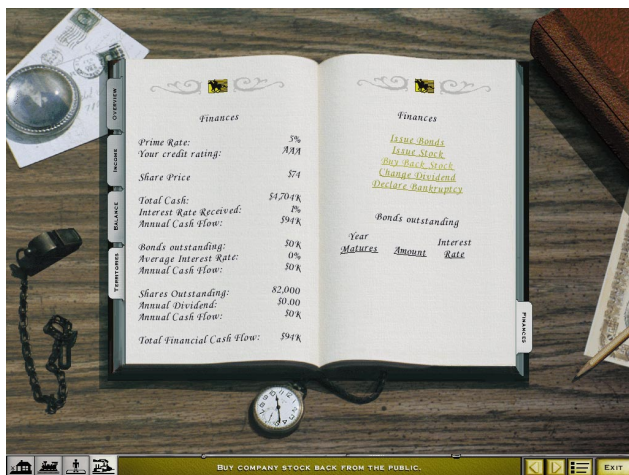 OVERVIEW
INCOME
BALANCE
TERRITORIES
Finances
Prime Rate: 5%
Your credit rating: AAA
Share Price $74
Total Cash: $4,704K
Interest Rate Received: 1%
Annual Cash Flow: $94K
Bonds outstanding: $0K
Average Interest Rate: 0%
Annual Cash Flow: $0K
Shares Outstanding: 82,000
Annual Dividend: $0.00
Annual Cash Flow: $0K
Total Financial Cash Flow: $94K
Finances
Issue Bonds
Issue Stock
Buy Back Stock
Change Dividend
Declare Bankruptcy
Bonds outstanding
Year Interest
Matures Amount Rate
FINANCES
BUY COMPANY STOCK BACK FROM THE PUBLIC.
EXIT